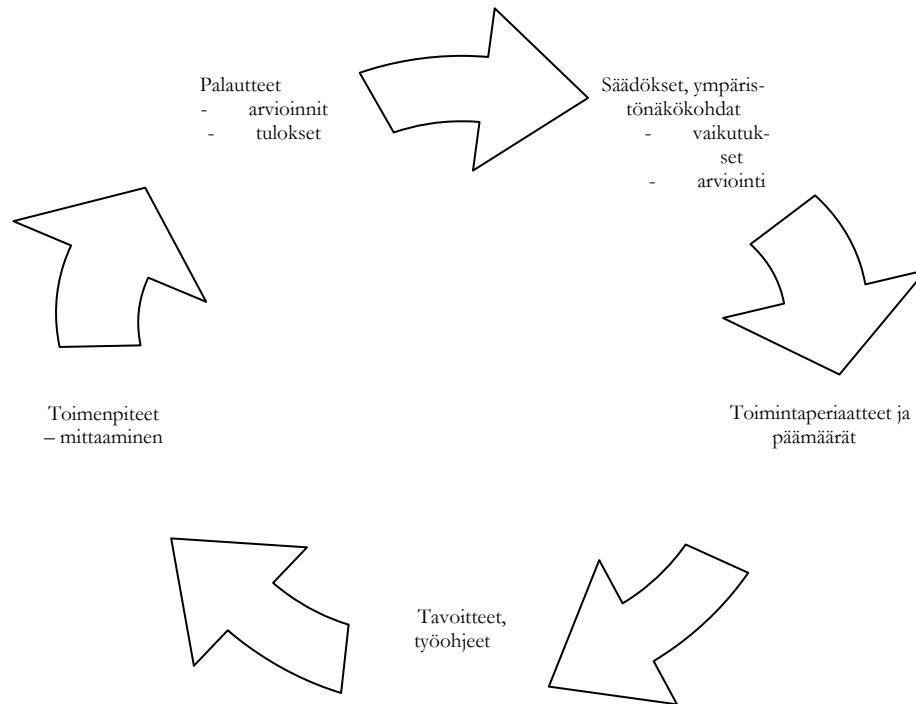 Palautteet
- arvioinnit
- tulokset
Säädökset, ympäris-
tönäkökohdat
- vaikutuk-
set
- arviointi
Toimintaperiaatteet ja
päämäärät
Tavoitteet,
työohjeet
Toimenpiteet
– mittaaminen